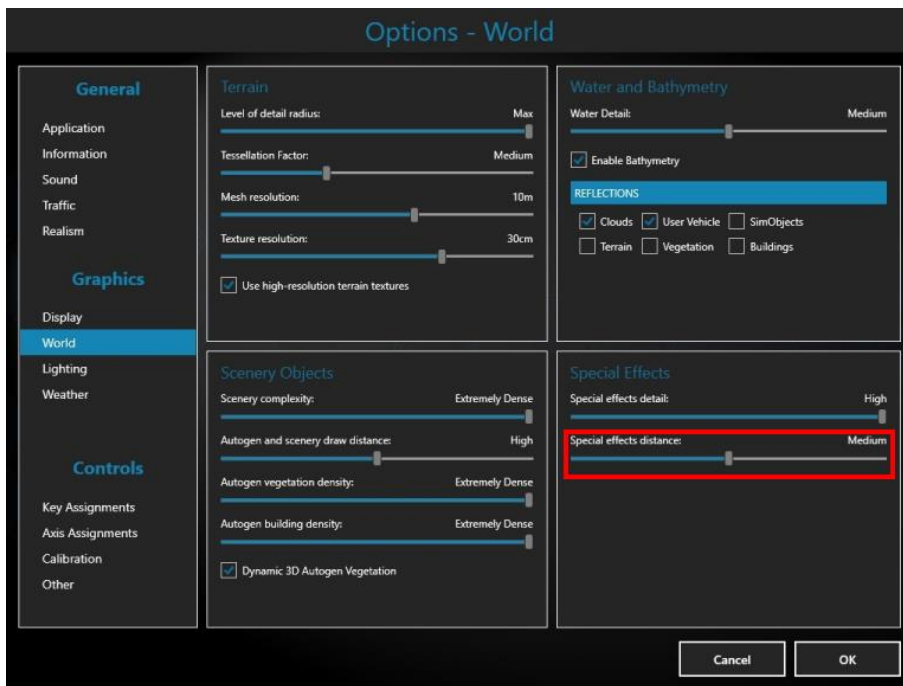 Options - World
General
Application
Information
Sound
Traffic
Realism
Graphics
Display
World
Lighting
Weather
Controls
Key Assignments
Axis Assignments
Calibration
Other
Terrain
Level of detail radius: Max
Tessellation Factor: Medium
Mesh resolution: 10m
Texture resolution: 30cm
Use high-resolution terrain textures
Water and Bathymetry
Water Detail: Medium
Enable Bathymetry
REFLECTIONS
Clouds User Vehicle SimObjects
Terrain Vegetation Buildings
Scenery Objects
Scenery complexity: Extremely Dense
Autogen and scenery draw distance: High
Autogen vegetation density: Extremely Dense
Autogen building density: Extremely Dense
Dynamic 3D Autogen Vegetation
Special Effects
Special effects detail: High
Special effects distance: Medium
Cancel OK